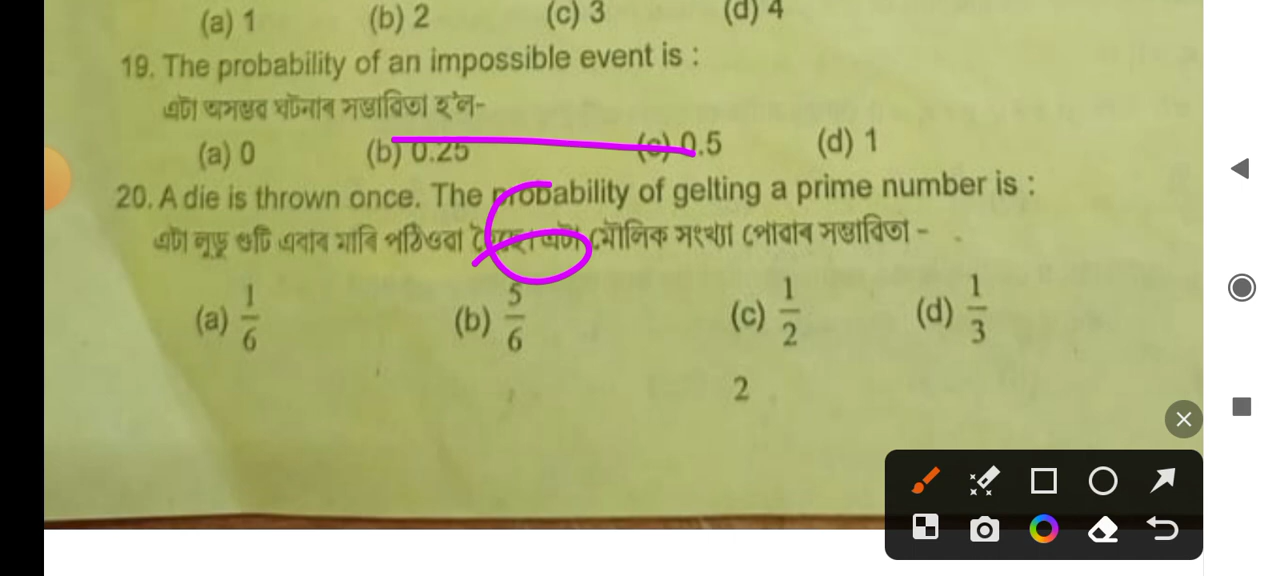 (a) 1 (b) 2 (c) 3 (d) 4
19. The probability of an impossible event is :
এটা অসম্ভৱ ঘটনাৰ সম্ভাৱিতা হ'ল-
(a) 0 (b) 0.25 (c) 0.5 (d) 1
20. A die is thrown once. The probability of gelting a prime number is :
এটা লুডু গুটি এবাৰ মাৰি পঠিওৱা হৈছে। এটা মৌলিক সংখ্যা পোৱাৰ সম্ভাৱিতা -
(a) 1/6 (b) 5/6 (c) 1/2 (d) 1/3
2